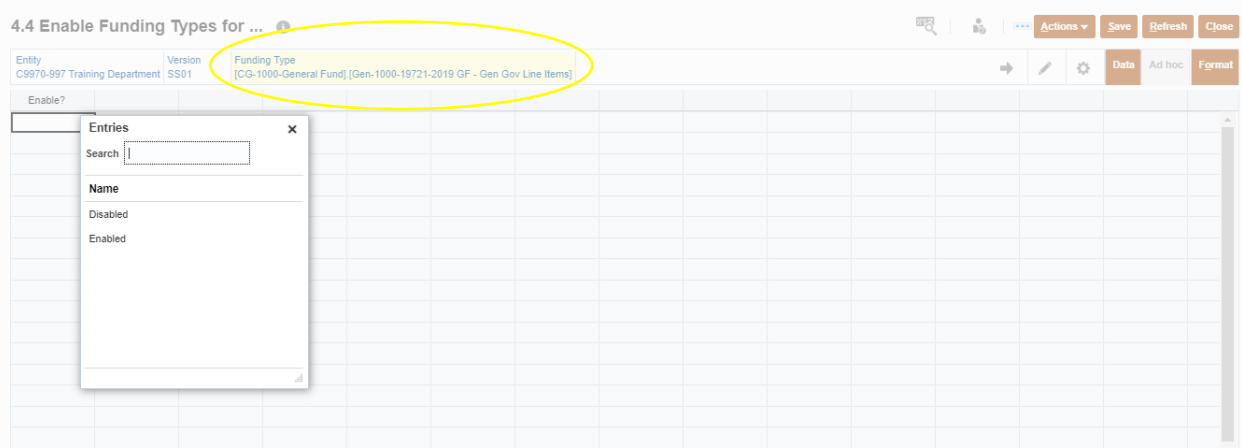 4.4 Enable Funding Types for ...
Actions Save Refresh Close
Entity Version Funding Type
C9970-997 Training Department SS01 [CG-1000-General Fund].[Gen-1000-19721-2019 GF - Gen Gov Line Items]
Data Ad hoc Format
Enable?
Entries
Search
Name
Disabled
Enabled